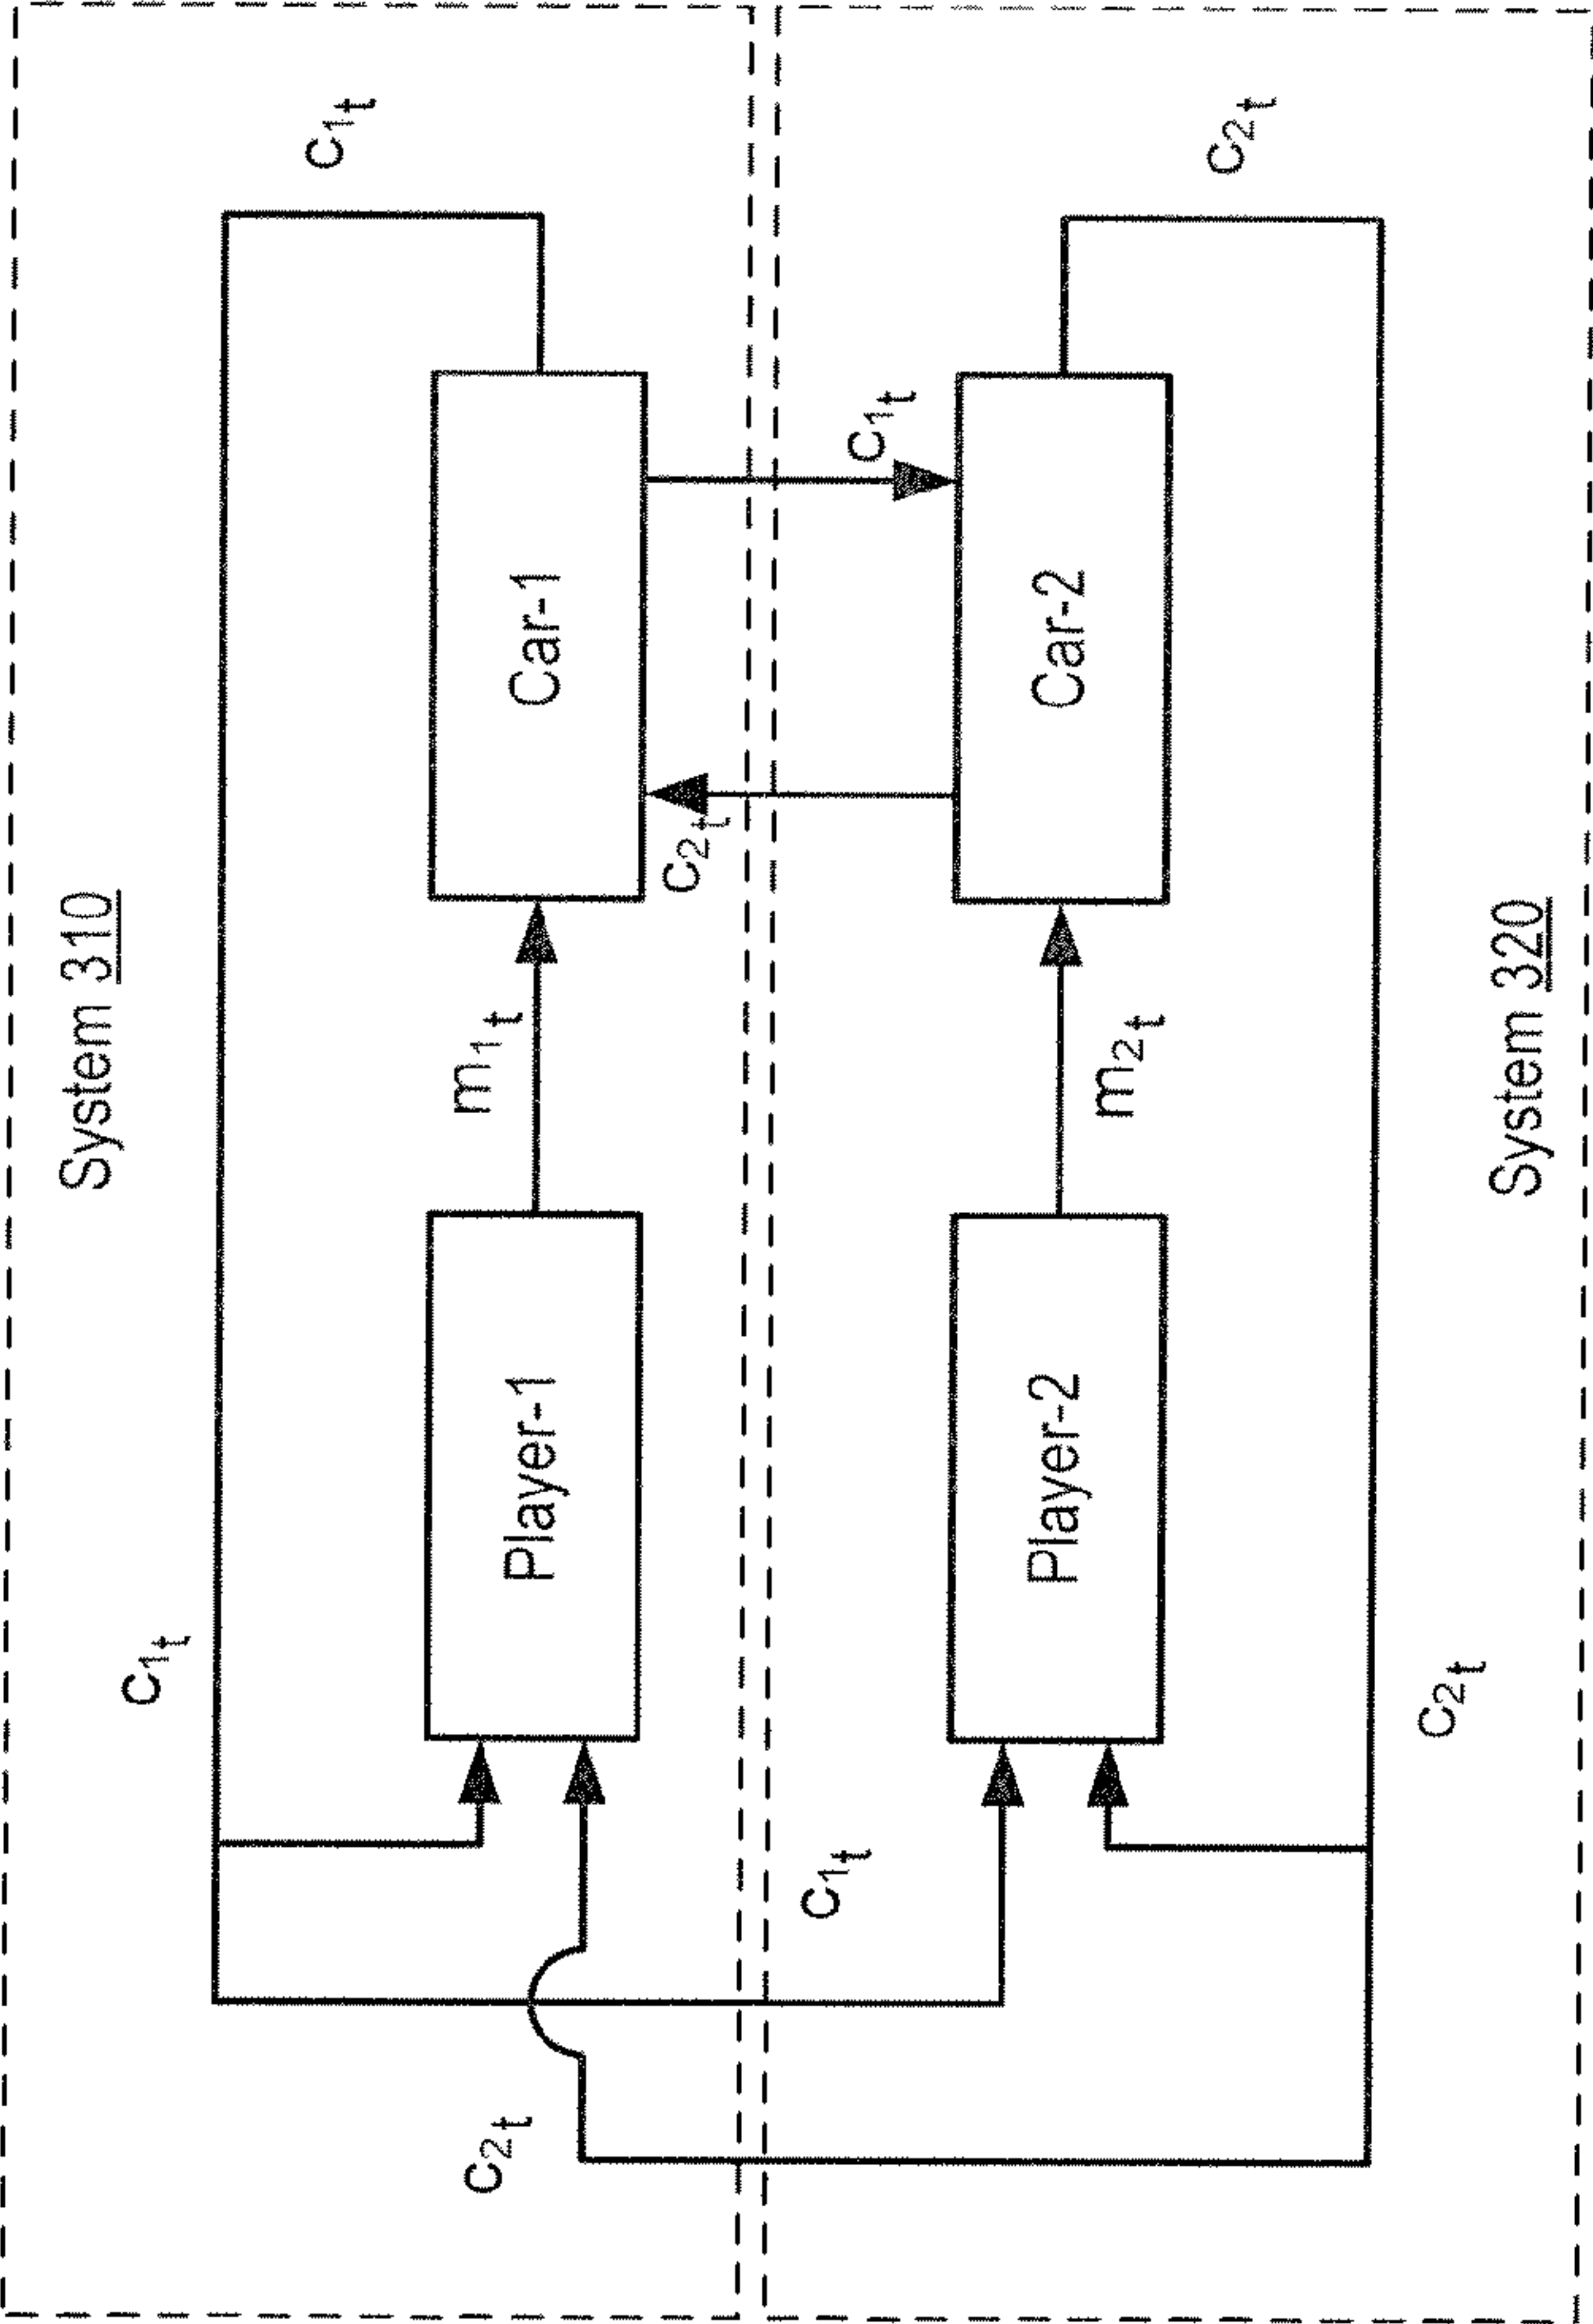 System 310
c1t
c1t
Player-1
m1t
Car-1
c2t
c2t
c1t
c1t
Player-2
m2t
Car-2
c2t
c2t
System 320